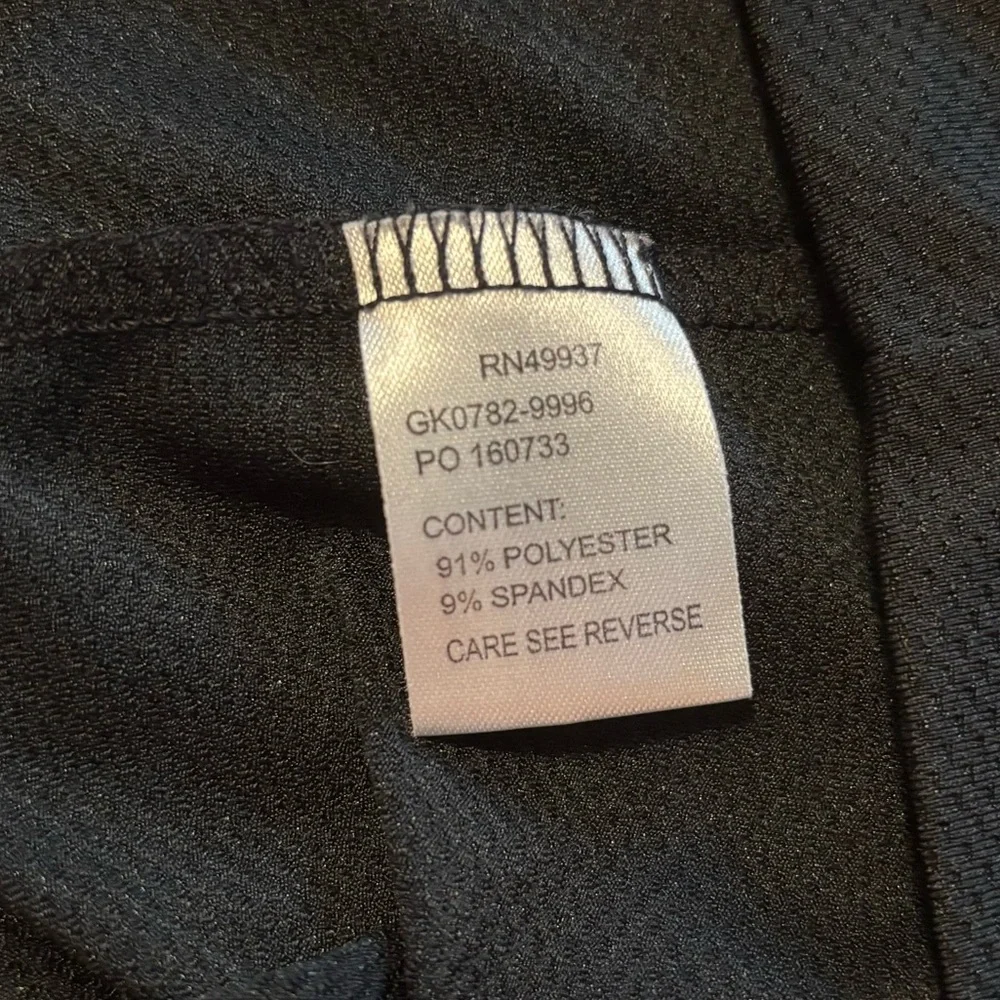 RN49937
GK0782-9996
PO 160733
CONTENT:
91% POLYESTER
9% SPANDEX
CARE SEE REVERSE